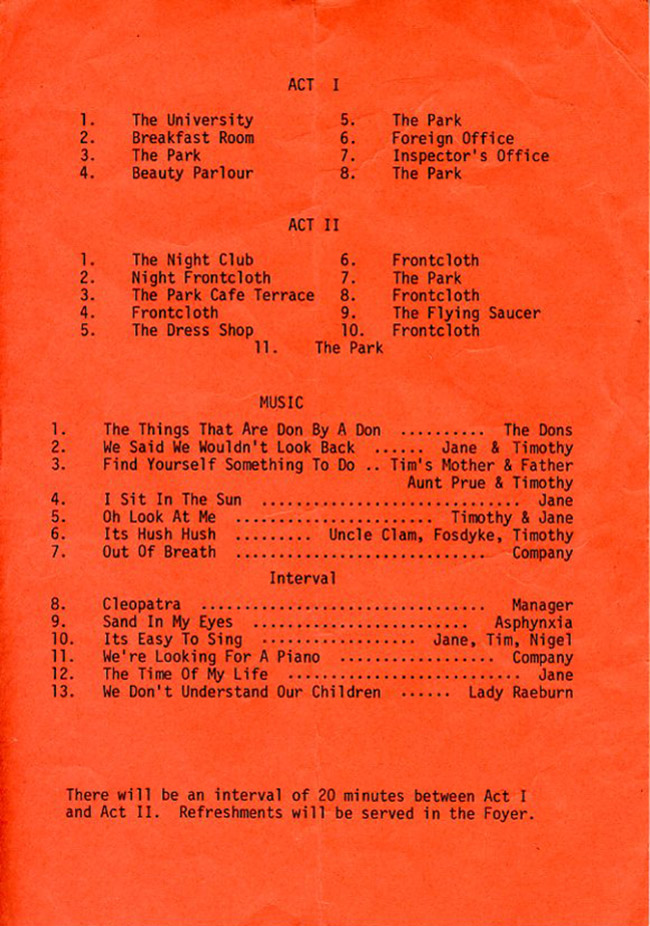 ACT I
1. The University 5. The Park
2. Breakfast Room 6. Foreign Office
3. The Park 7. Inspector's Office
4. Beauty Parlour 8. The Park
ACT II
1. The Night Club 6. Frontcloth
2. Night Frontcloth 7. The Park
3. The Park Cafe Terrace 8. Frontcloth
4. Frontcloth 9. The Flying Saucer
5. The Dress Shop 10. Frontcloth
11. The Park
MUSIC
1. The Things That Are Don By A Don .......... The Dons
2. We Said We Wouldn't Look Back ...... Jane & Timothy
3. Find Yourself Something To Do .. Tim's Mother & Father
Aunt Prue & Timothy
4. I Sit In The Sun .............................. Jane
5. Oh Look At Me ....................... Timothy & Jane
6. Its Hush Hush ......... Uncle Clam, Fosdyke, Timothy
7. Out Of Breath ............................. Company
Interval
8. Cleopatra ................................. Manager
9. Sand In My Eyes ......................... Asphynxia
10. Its Easy To Sing .................. Jane, Tim, Nigel
11. We're Looking For A Piano .................. Company
12. The Time Of My Life ........................... Jane
13. We Don't Understand Our Children ...... Lady Raeburn
There will be an interval of 20 minutes between Act I
and Act II. Refreshments will be served in the Foyer.